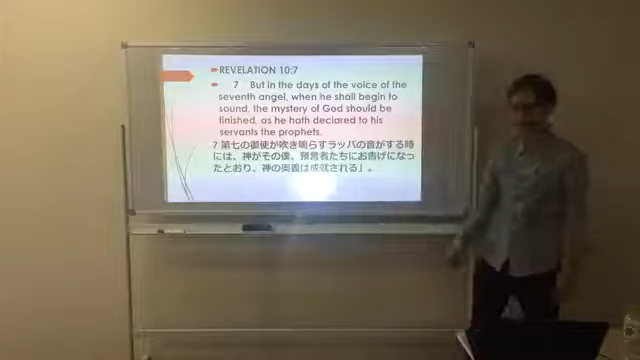 REVELATION 10:7
7 But in the days of the voice of the
seventh angel, when he shall begin to
sound, the mystery of God should be
finished, as he hath declared to his
servants the prophets.
7 第七の御使が吹き鳴らすラッパの音がする時
には、神がその僕、預言者たちにお告げになっ
たとおり、神の奥義は成就される」。